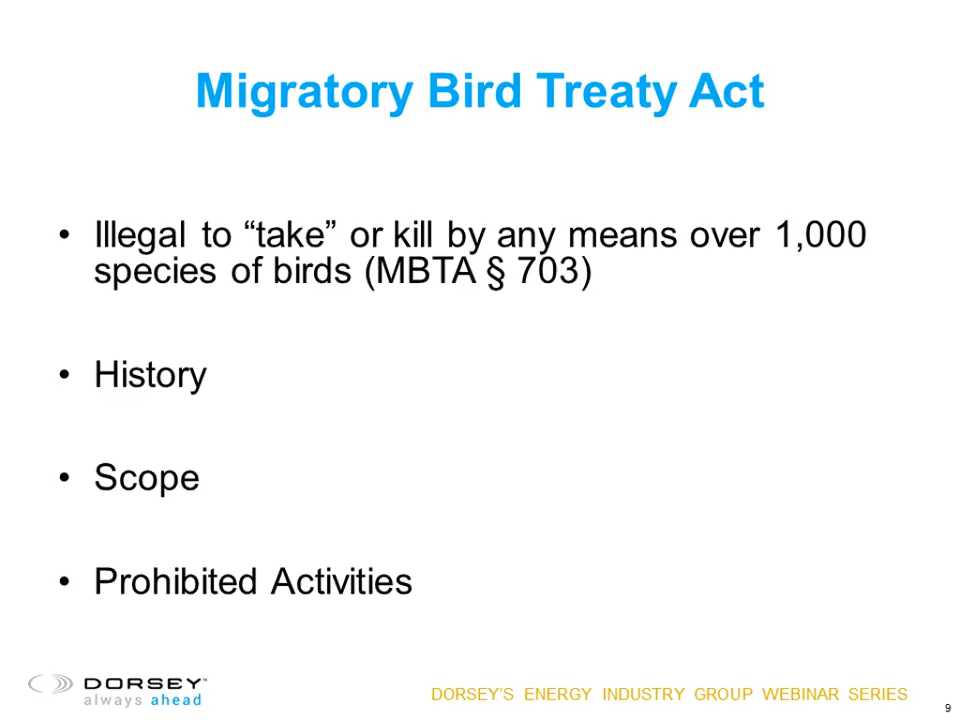 Migratory Bird Treaty Act
• Illegal to “take” or kill by any means over 1,000
species of birds (MBTA § 703)
• History
• Scope
• Prohibited Activities
DORSEY™
always ahead
DORSEY’S ENERGY INDUSTRY GROUP WEBINAR SERIES
9